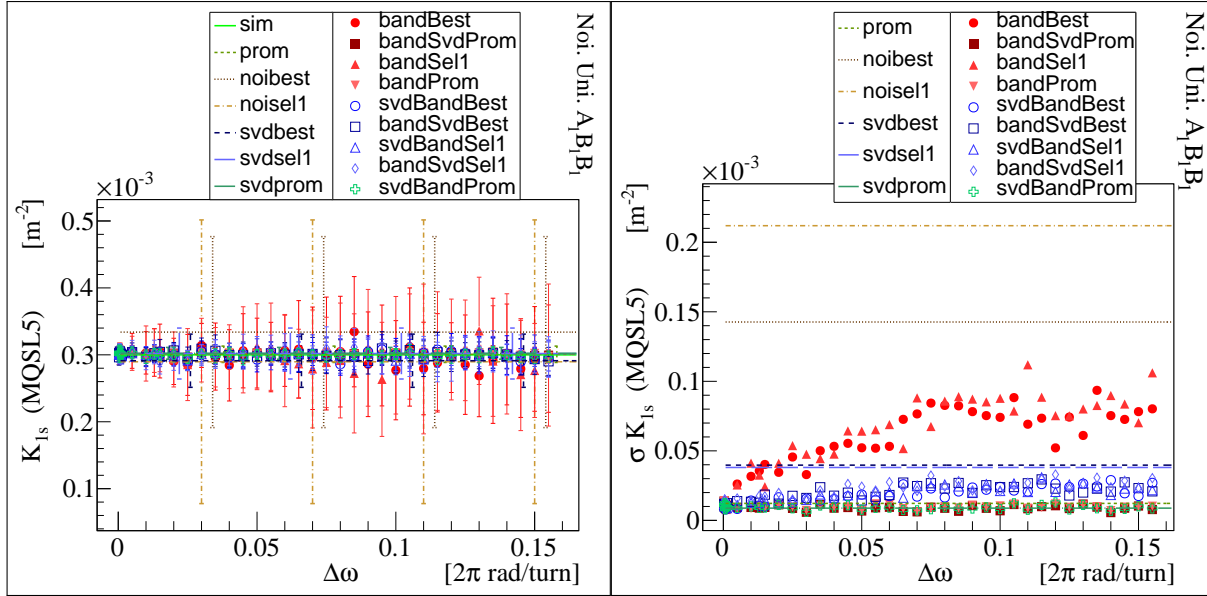 sim
prom
noibest
noisel1
svdbest
svdsel1
svdprom
bandBest
bandSvdProm
bandSel1
bandProm
svdBandBest
bandSvdBest
svdBandSel1
bandSvdSel1
svdBandProm
Noi. Uni. A₁B₁B₁
×10⁻³
K₁ₛ (MQSL5) [m⁻²]
0.5
0.4
0.3
0.2
0.1
0 0.05 0.1 0.15
Δω [2π rad/turn]
prom
noibest
noisel1
svdbest
svdsel1
svdprom
bandBest
bandSvdProm
bandSel1
bandProm
svdBandBest
bandSvdBest
svdBandSel1
bandSvdSel1
svdBandProm
Noi. Uni. A₁B₁B₁
×10⁻³
σ K₁ₛ (MQSL5) [m⁻²]
0.2
0.15
0.1
0.05
0
0 0.05 0.1 0.15
Δω [2π rad/turn]